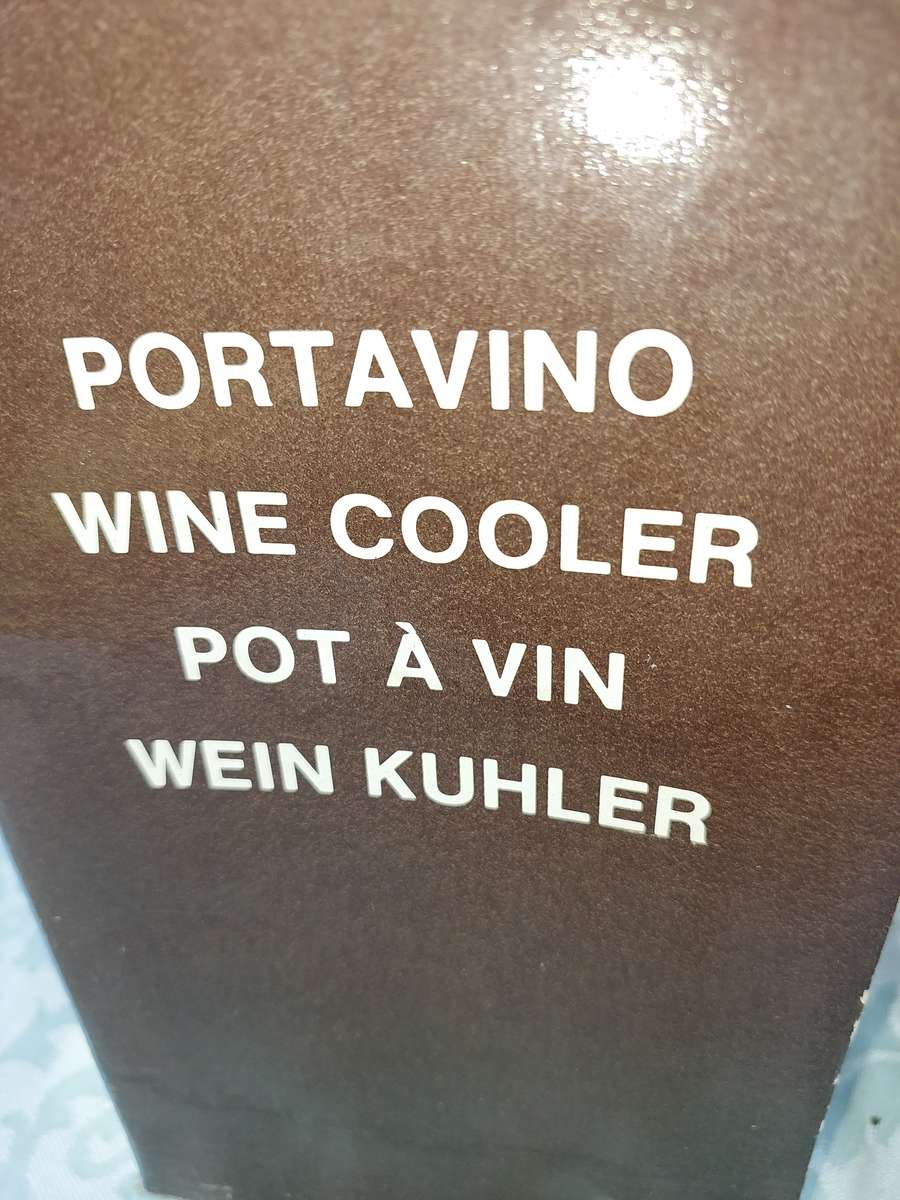 PORTAVINO
WINE COOLER
POT À VIN
WEIN KUHLER